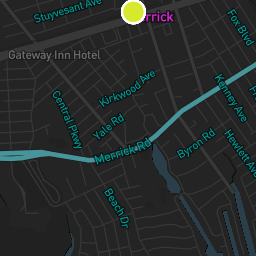 Stuyvesant Ave
Merrick
Fox Blvd
Gateway Inn Hotel
Kirkwood Ave
Kenney Ave
Central Pkwy
Yale Rd
Merrick Rd
Byron Rd
Hewlett Ave
Beach Dr